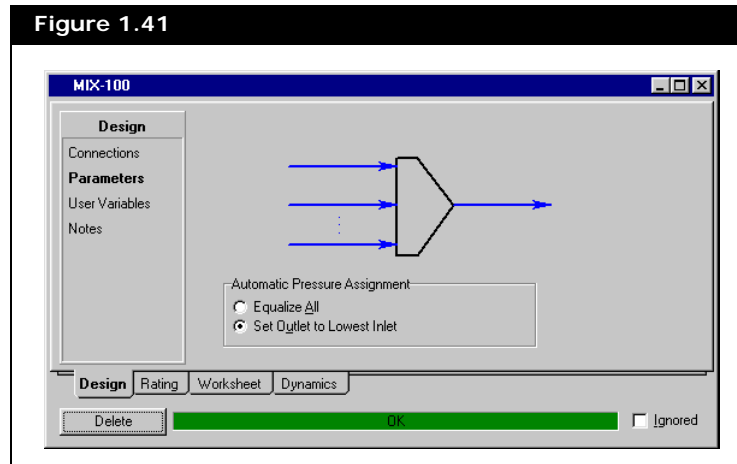 Figure 1.41
MIX-100
Design
Connections
Parameters
User Variables
Notes
Automatic Pressure Assignment
Equalize All
Set Outlet to Lowest Inlet
Design Rating Worksheet Dynamics
Delete OK Ignored